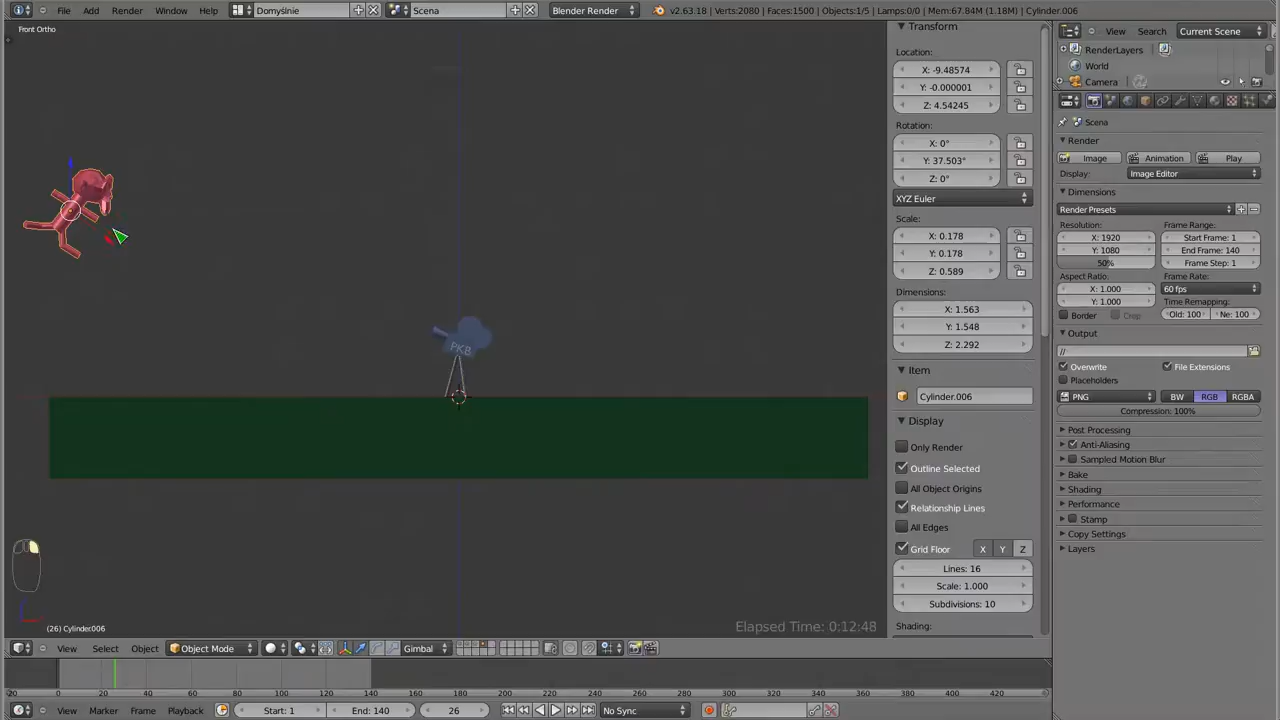 File Add Render Window Help Domyślnie Scena Blender Render v2.63.18 | Verts:2080 | Faces:1500 | Objects:1/5 | Lamps:0/0 | Mem:67.84M (1.18M) | Cylinder.006
Front Ortho
PKB
(26) Cylinder.006
Elapsed Time: 0:12:48
View Select Object Object Mode Gimbal
Transform
Location:
X: -9.48574
Y: -0.000001
Z: 4.54245
Rotation:
X: 0°
Y: 37.503°
Z: 0°
XYZ Euler
Scale:
X: 0.178
Y: 0.178
Z: 0.589
Dimensions:
X: 1.563
Y: 1.548
Z: 2.292
Item
Cylinder.006
Display
Only Render
Outline Selected
All Object Origins
Relationship Lines
All Edges
Grid Floor X Y Z
Lines: 16
Scale: 1.000
Subdivisions: 10
Shading:
View Search Current Scene
RenderLayers
World
Camera
Scena
Render
Image Animation Play
Display: Image Editor
Dimensions
Render Presets
Resolution: Frame Range:
X: 1920 Start Frame: 1
Y: 1080 End Frame: 140
50% Frame Step: 1
Aspect Ratio: Frame Rate:
X: 1.000 60 fps
Y: 1.000 Time Remapping:
Border Crop Old: 100 Ne: 100
Output
//
Overwrite File Extensions
Placeholders
PNG BW RGB RGBA
Compression: 100%
Post Processing
Anti-Aliasing
Sampled Motion Blur
Bake
Shading
Performance
Stamp
Copy Settings
Layers
-20 0 20 40 60 80 100 120 140 160 180 200 220 240 260 280 300 320 340 360 380 400 420
View Marker Frame Playback Start: 1 End: 140 26 No Sync